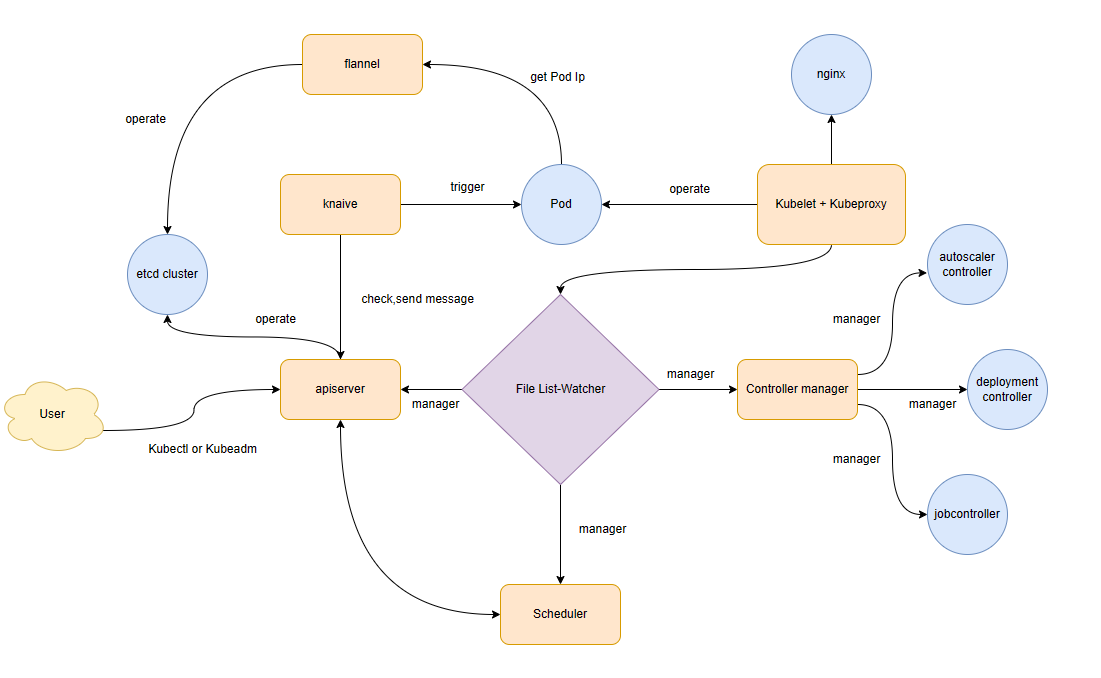 flannel
get Pod Ip
nginx
operate
knaive
trigger
Pod
operate
Kubelet + Kubeproxy
etcd cluster
autoscaler
controller
check,send message
operate
manager
User
apiserver
manager
File List-Watcher
manager
Controller manager
deployment
controller
manager
Kubectl or Kubeadm
manager
jobcontroller
manager
Scheduler